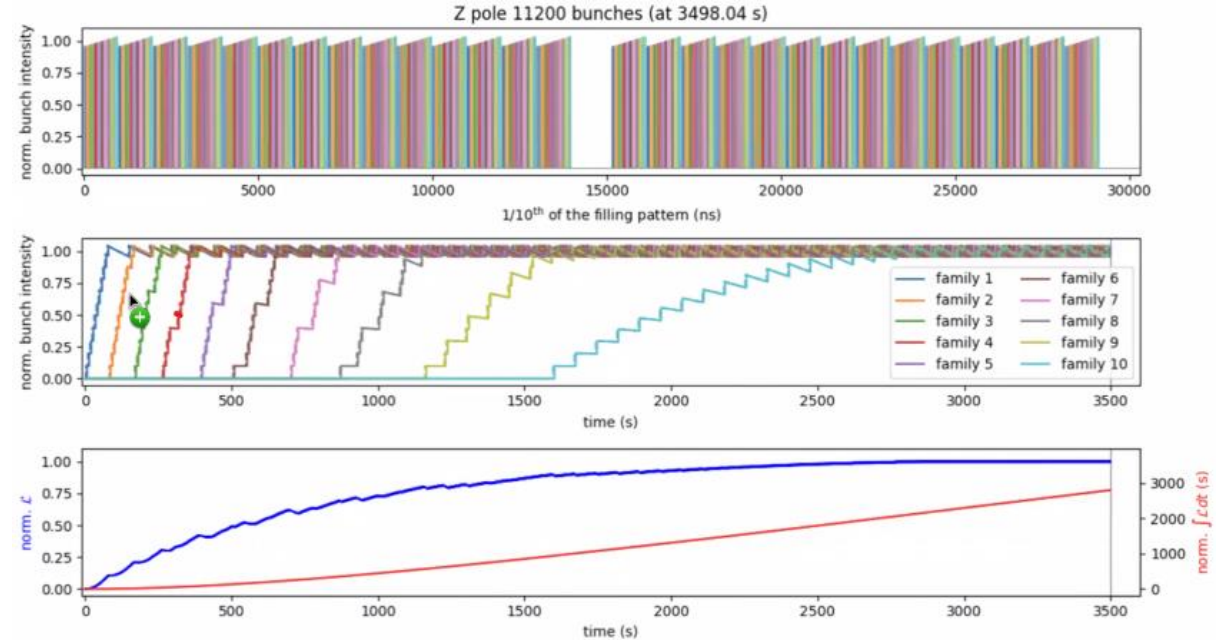 Z pole 11200 bunches (at 3498.04 s)
norm. bunch intensity
1.00
0.75
0.50
0.25
0.00
0 5000 10000 15000 20000 25000 30000
1/10th of the filling pattern (ns)
norm. bunch intensity
1.00
0.75
0.50
0.25
0.00
family 1 family 6
family 2 family 7
family 3 family 8
family 4 family 9
family 5 family 10
0 500 1000 1500 2000 2500 3000 3500
time (s)
norm. ℒ
1.00
0.75
0.50
0.25
0.00
3000
2000
1000
0
norm. ∫ℒdt (s)
0 500 1000 1500 2000 2500 3000 3500
time (s)